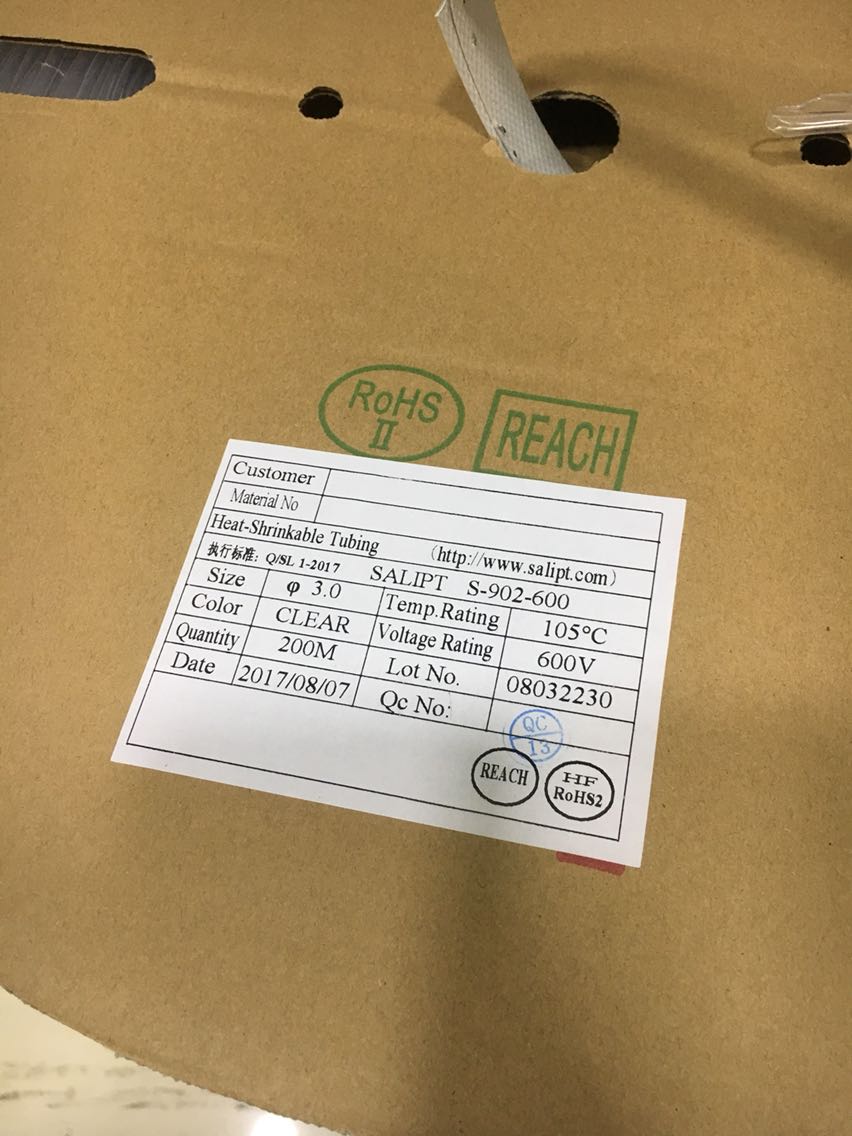 RoHS
II
REACH
Customer
Material No
Heat-Shrinkable Tubing (http://www.salipt.com)
执行标准: Q/SL 1-2017 SALIPT S-902-600
Size φ 3.0 Temp.Rating 105°C
Color CLEAR Voltage Rating 600V
Quantity 200M Lot No. 08032230
Date 2017/08/07 Qc No:
QC
13
REACH
HF
RoHS2